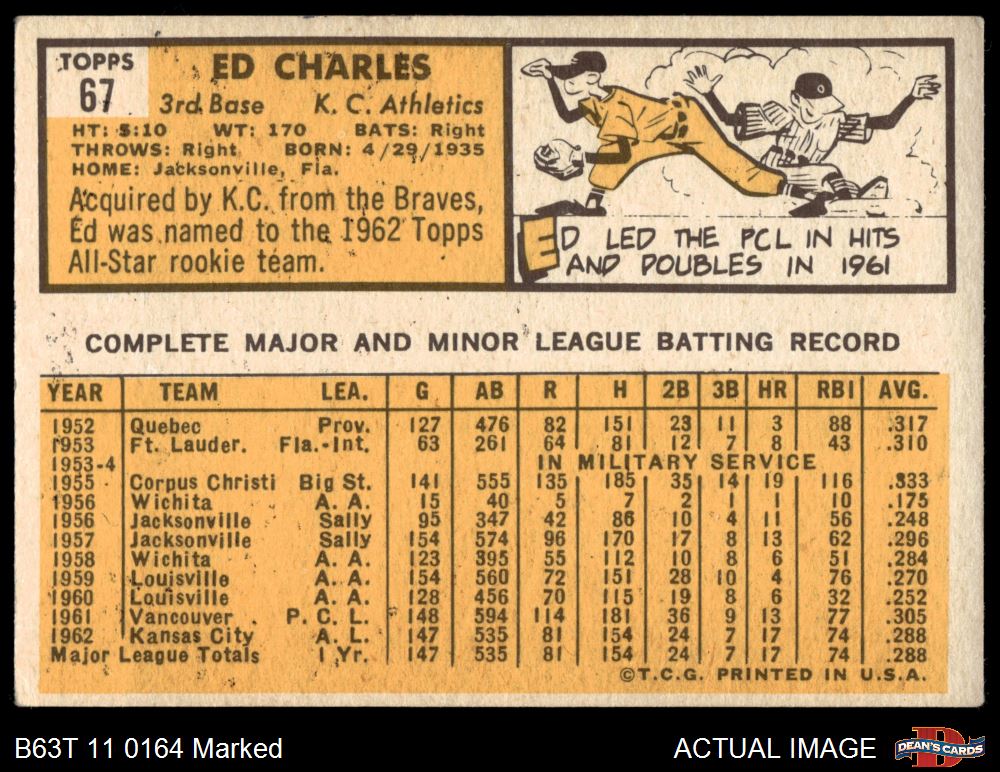 TOPPS
67
ED CHARLES
3rd Base K. C. Athletics
HT: 5:10 WT: 170 BATS: Right
THROWS: Right BORN: 4/29/1935
HOME: Jacksonville, Fla.
Acquired by K.C. from the Braves,
Ed was named to the 1962 Topps
All-Star rookie team.
ED LED THE PCL IN HITS
AND DOUBLES IN 1961
COMPLETE MAJOR AND MINOR LEAGUE BATTING RECORD
YEAR TEAM LEA. G AB R H 2B 3B HR RBI AVG.
1952 Quebec Prov. 127 476 82 151 23 11 3 88 .317
1953 Ft. Lauder. Fla.-Int. 63 261 64 81 12 7 8 43 .310
1953-4 IN MILITARY SERVICE
1955 Corpus Christi Big St. 141 555 135 185 35 14 19 116 .333
1956 Wichita A. A. 15 40 5 7 2 1 1 10 .175
1956 Jacksonville Sally 95 347 42 86 10 4 11 56 .248
1957 Jacksonville Sally 154 574 96 170 17 8 13 62 .296
1958 Wichita A. A. 123 395 55 112 10 8 6 51 .284
1959 Louisville A. A. 154 560 72 151 28 10 4 76 .270
1960 Louisville A. A. 128 456 70 115 19 8 6 32 .252
1961 Vancouver P. C. L. 148 594 114 181 36 9 13 77 .305
1962 Kansas City A. L. 147 535 81 154 24 7 17 74 .288
Major League Totals 1 Yr. 147 535 81 154 24 7 17 74 .288
©T.C.G. PRINTED IN U.S.A.
B63T 11 0164 Marked
ACTUAL IMAGE
DEAN'S CARDS